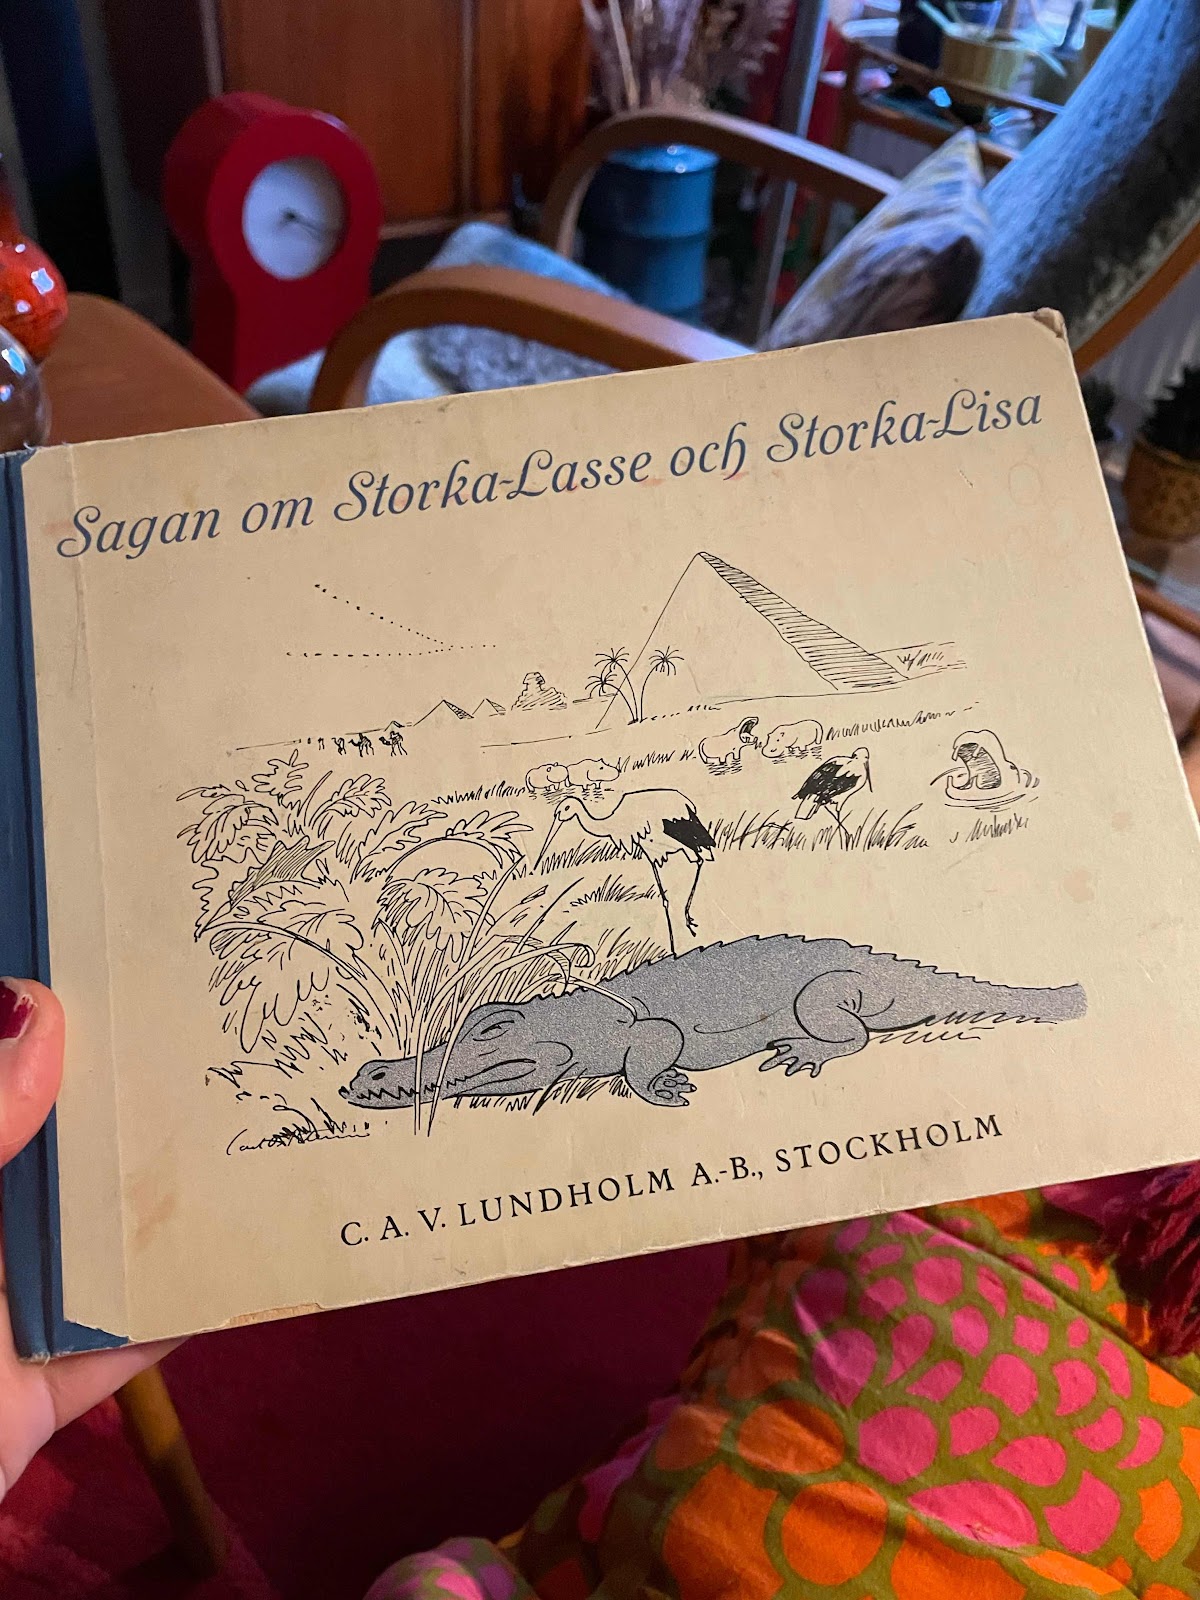 Sagan om Storka-Lasse och Storka-Lisa
C. A. V. LUNDHOLM A.-B., STOCKHOLM